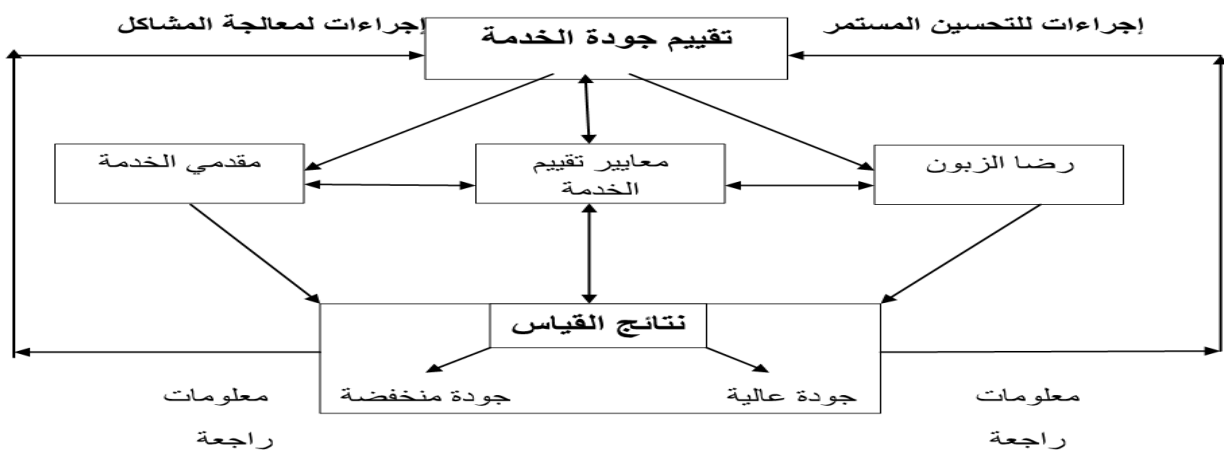 إجراءات للتحسين المستمر
تقييم جودة الخدمة
إجراءات لمعالجة المشاكل
رضا الزبون
معايير تقييم
الخدمة
مقدمي الخدمة
نتائج القياس
جودة عالية
جودة منخفضة
معلومات
راجعة
معلومات
راجعة